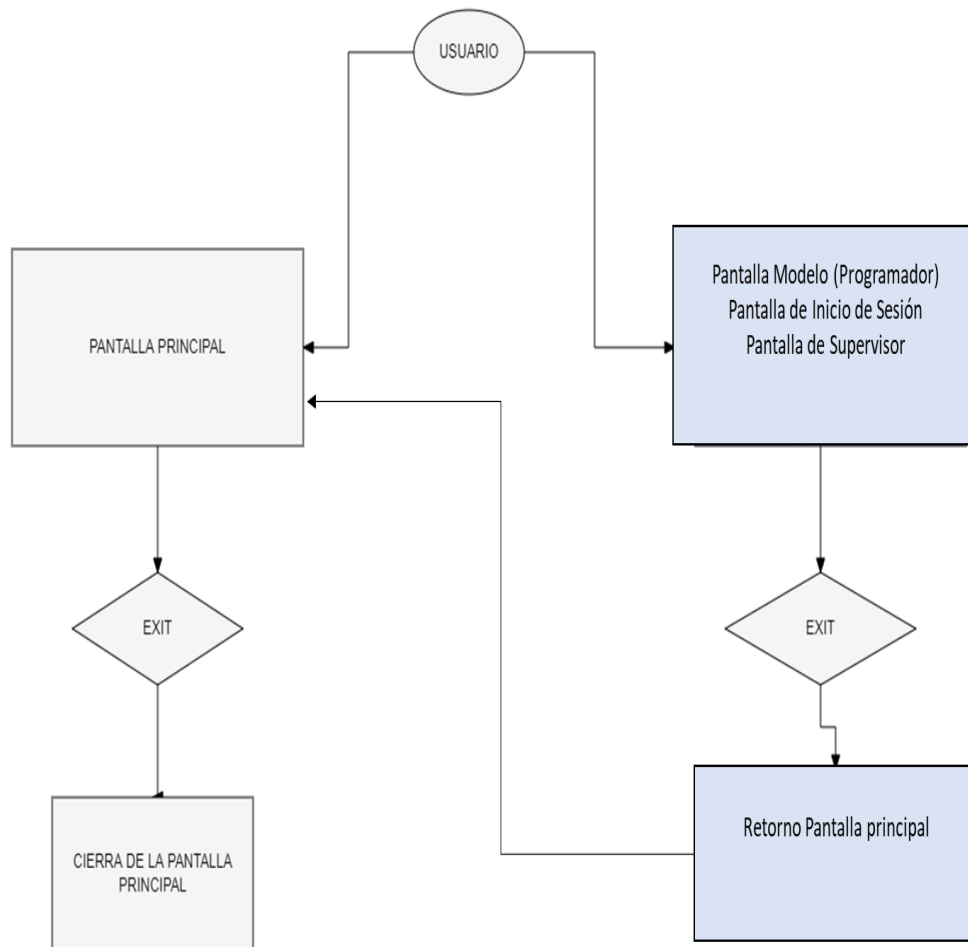 USUARIO
PANTALLA PRINCIPAL
Pantalla Modelo (Programador)
Pantalla de Inicio de Sesión
Pantalla de Supervisor
EXIT
EXIT
CIERRA DE LA PANTALLA
PRINCIPAL
Retorno Pantalla principal